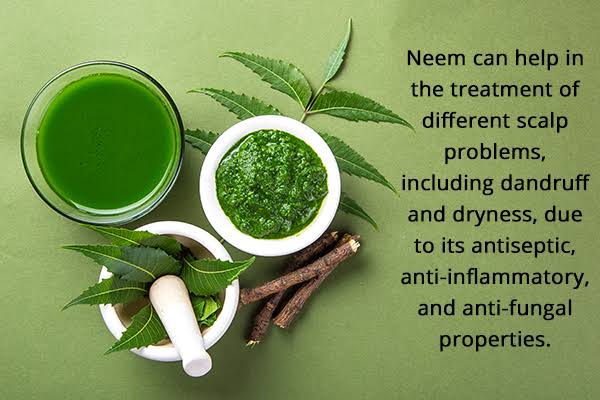 Neem can help in
the treatment of
different scalp
problems,
including dandruff
and dryness, due
to its antiseptic,
anti-inflammatory,
and anti-fungal
properties.